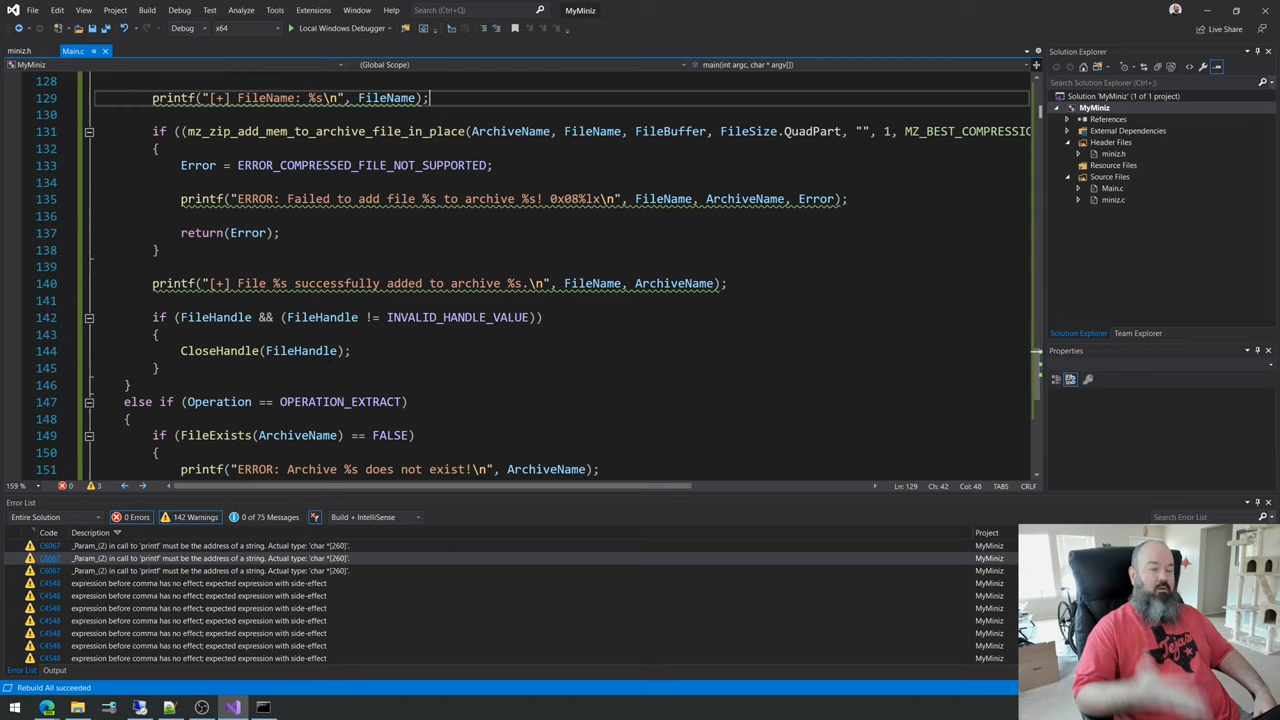 File Edit View Project Build Debug Test Analyze Tools Extensions Window Help Search (Ctrl+Q) MyMiniz
Debug x64 Local Windows Debugger Live Share
miniz.h Main.c
MyMiniz (Global Scope) main(int argc, char * argv[])
128
129 printf("[+] FileName: %s\n", FileName);
130
131 if ((mz_zip_add_mem_to_archive_file_in_place(ArchiveName, FileName, FileBuffer, FileSize.QuadPart, "", 1, MZ_BEST_COMPRESSIO
132 {
133 Error = ERROR_COMPRESSED_FILE_NOT_SUPPORTED;
134
135 printf("ERROR: Failed to add file %s to archive %s! 0x08%lx\n", FileName, ArchiveName, Error);
136
137 return(Error);
138 }
139
140 printf("[+] File %s successfully added to archive %s.\n", FileName, ArchiveName);
141
142 if (FileHandle && (FileHandle != INVALID_HANDLE_VALUE))
143 {
144 CloseHandle(FileHandle);
145 }
146 }
147 else if (Operation == OPERATION_EXTRACT)
148 {
149 if (FileExists(ArchiveName) == FALSE)
150 {
151 printf("ERROR: Archive %s does not exist!\n", ArchiveName);
159 % 0 3 Ln: 129 Ch: 42 Col: 48 TABS CRLF
Solution Explorer
Search Solution Explorer (Ctrl+;)
Solution 'MyMiniz' (1 of 1 project)
MyMiniz
References
External Dependencies
Header Files
miniz.h
Resource Files
Source Files
Main.c
miniz.c
Solution Explorer Team Explorer
Properties
Error List
Entire Solution 0 Errors 142 Warnings 0 of 75 Messages Build + IntelliSense Search Error List
Code Description Project
C6067 _Param_(2) in call to 'printf' must be the address of a string. Actual type: 'char *[260]'. MyMiniz
C6067 _Param_(2) in call to 'printf' must be the address of a string. Actual type: 'char *[260]'. MyMiniz
C6067 _Param_(2) in call to 'printf' must be the address of a string. Actual type: 'char *[260]'. MyMiniz
C4548 expression before comma has no effect; expected expression with side-effect MyMiniz
C4548 expression before comma has no effect; expected expression with side-effect MyMiniz
C4548 expression before comma has no effect; expected expression with side-effect MyMiniz
C4548 expression before comma has no effect; expected expression with side-effect MyMiniz
C4548 expression before comma has no effect; expected expression with side-effect MyMiniz
C4548 expression before comma has no effect; expected expression with side-effect MyMiniz
C4548 expression before comma has no effect; expected expression with side-effect MyMiniz
Error List Output
Rebuild All succeeded